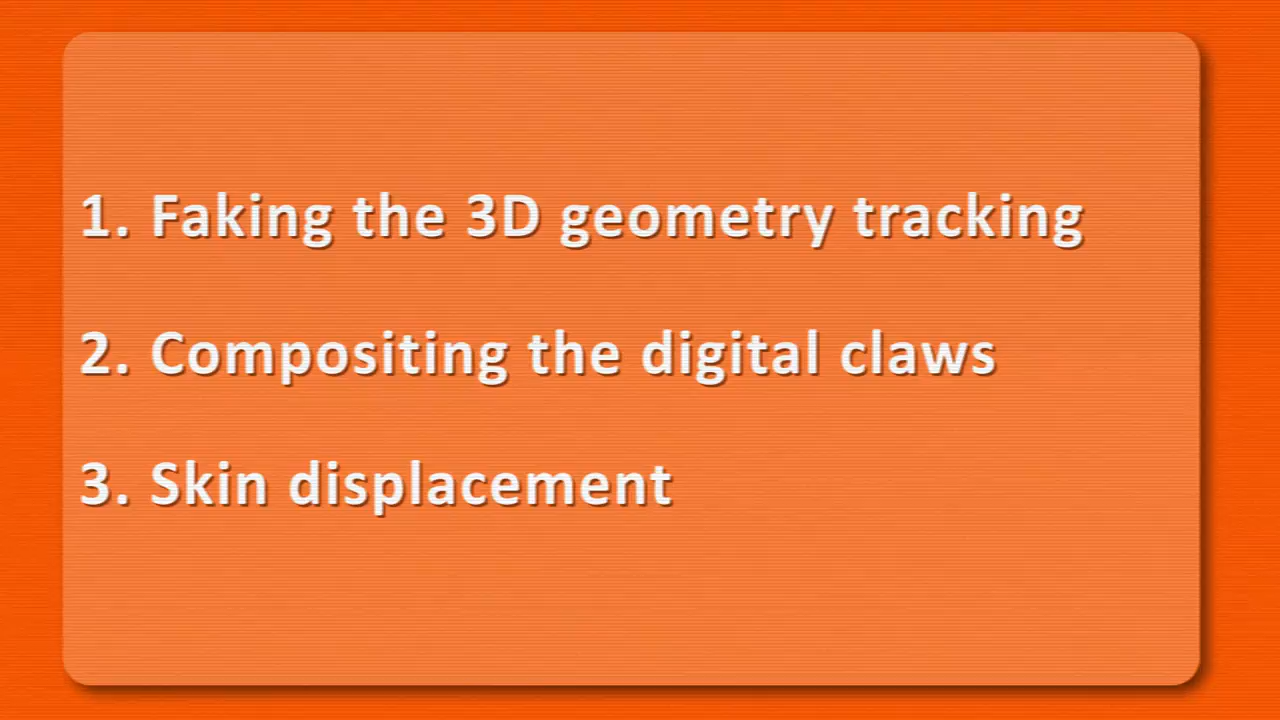 1. Faking the 3D geometry tracking
2. Compositing the digital claws
3. Skin displacement